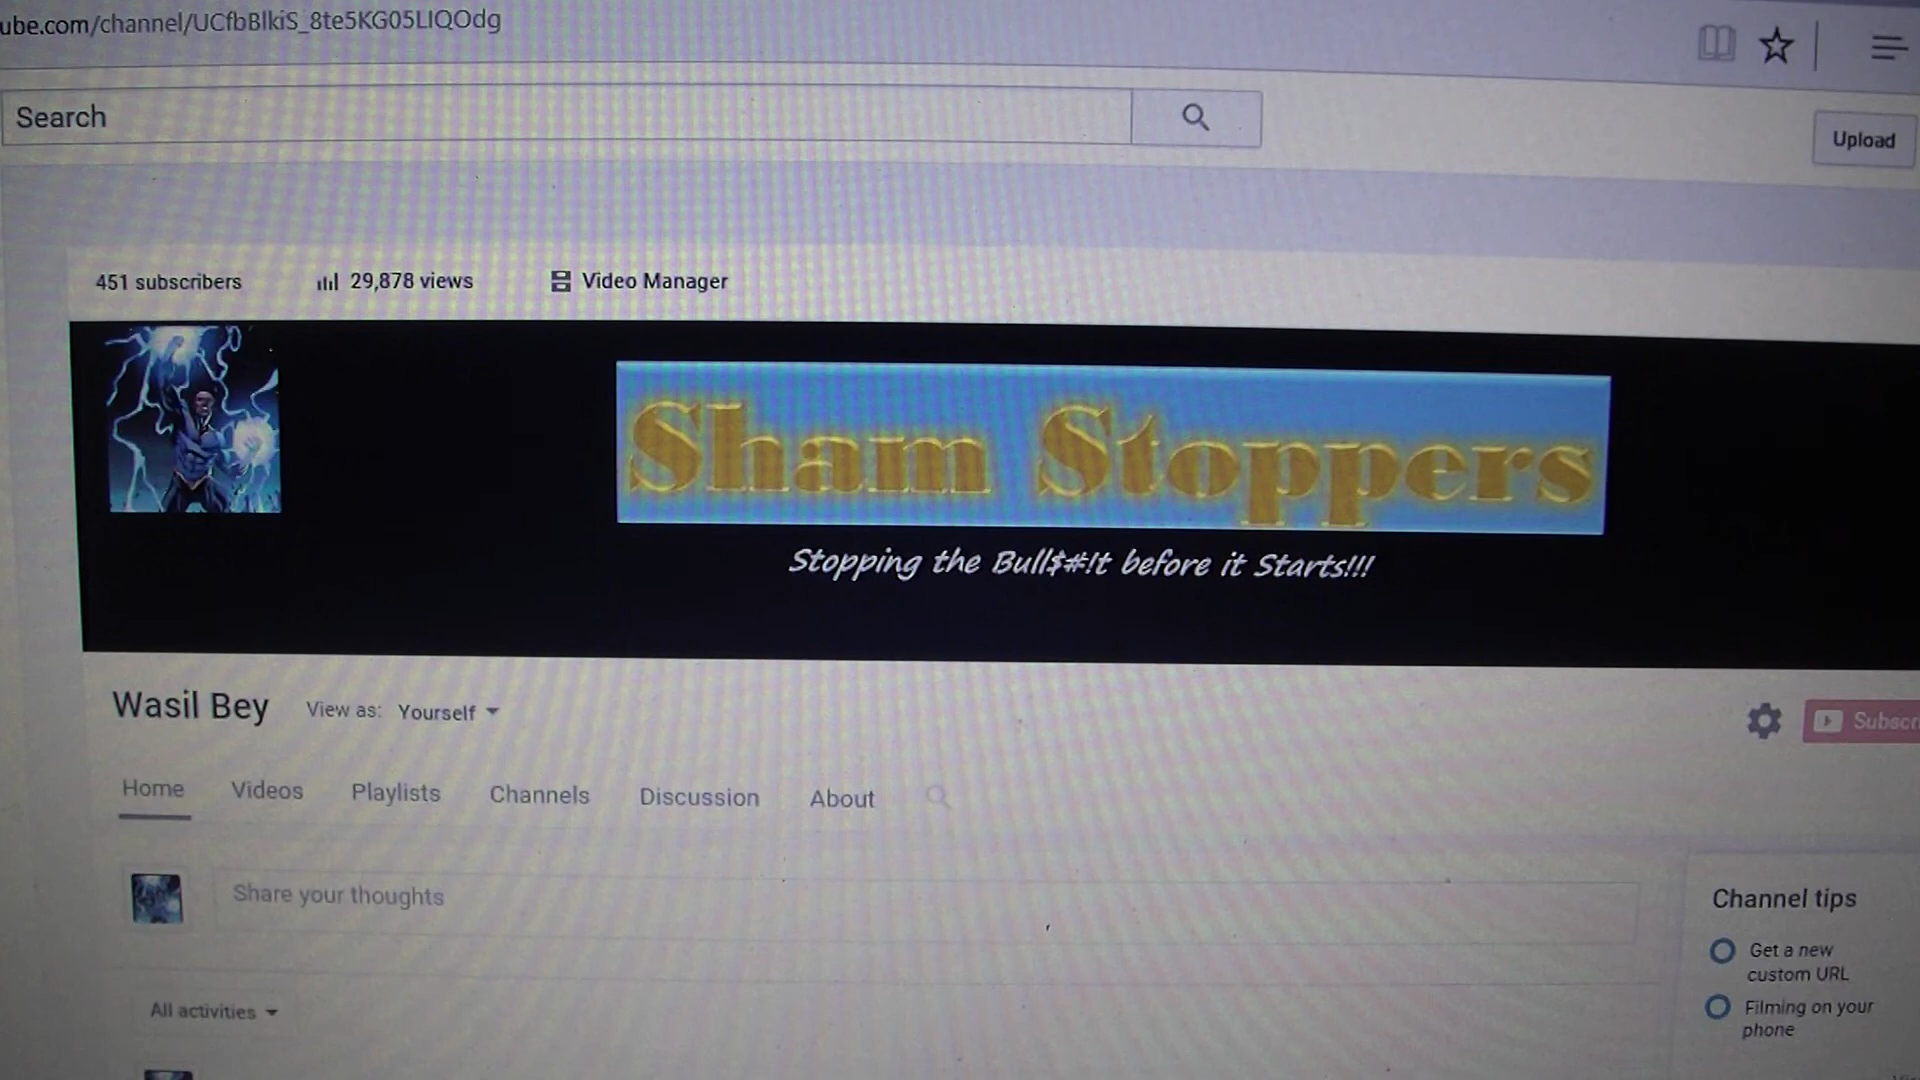 ube.com/channel/UCfbBlkiS_8te5KG05LIQOdg
Search
Upload
451 subscribers
29,878 views
Video Manager
Sham Stoppers
Stopping the Bull$#!t before it Starts!!!
Wasil Bey
View as: Yourself
Subscri
Home
Videos
Playlists
Channels
Discussion
About
Share your thoughts
Channel tips
Get a new
custom URL
Filming on your
phone
All activities